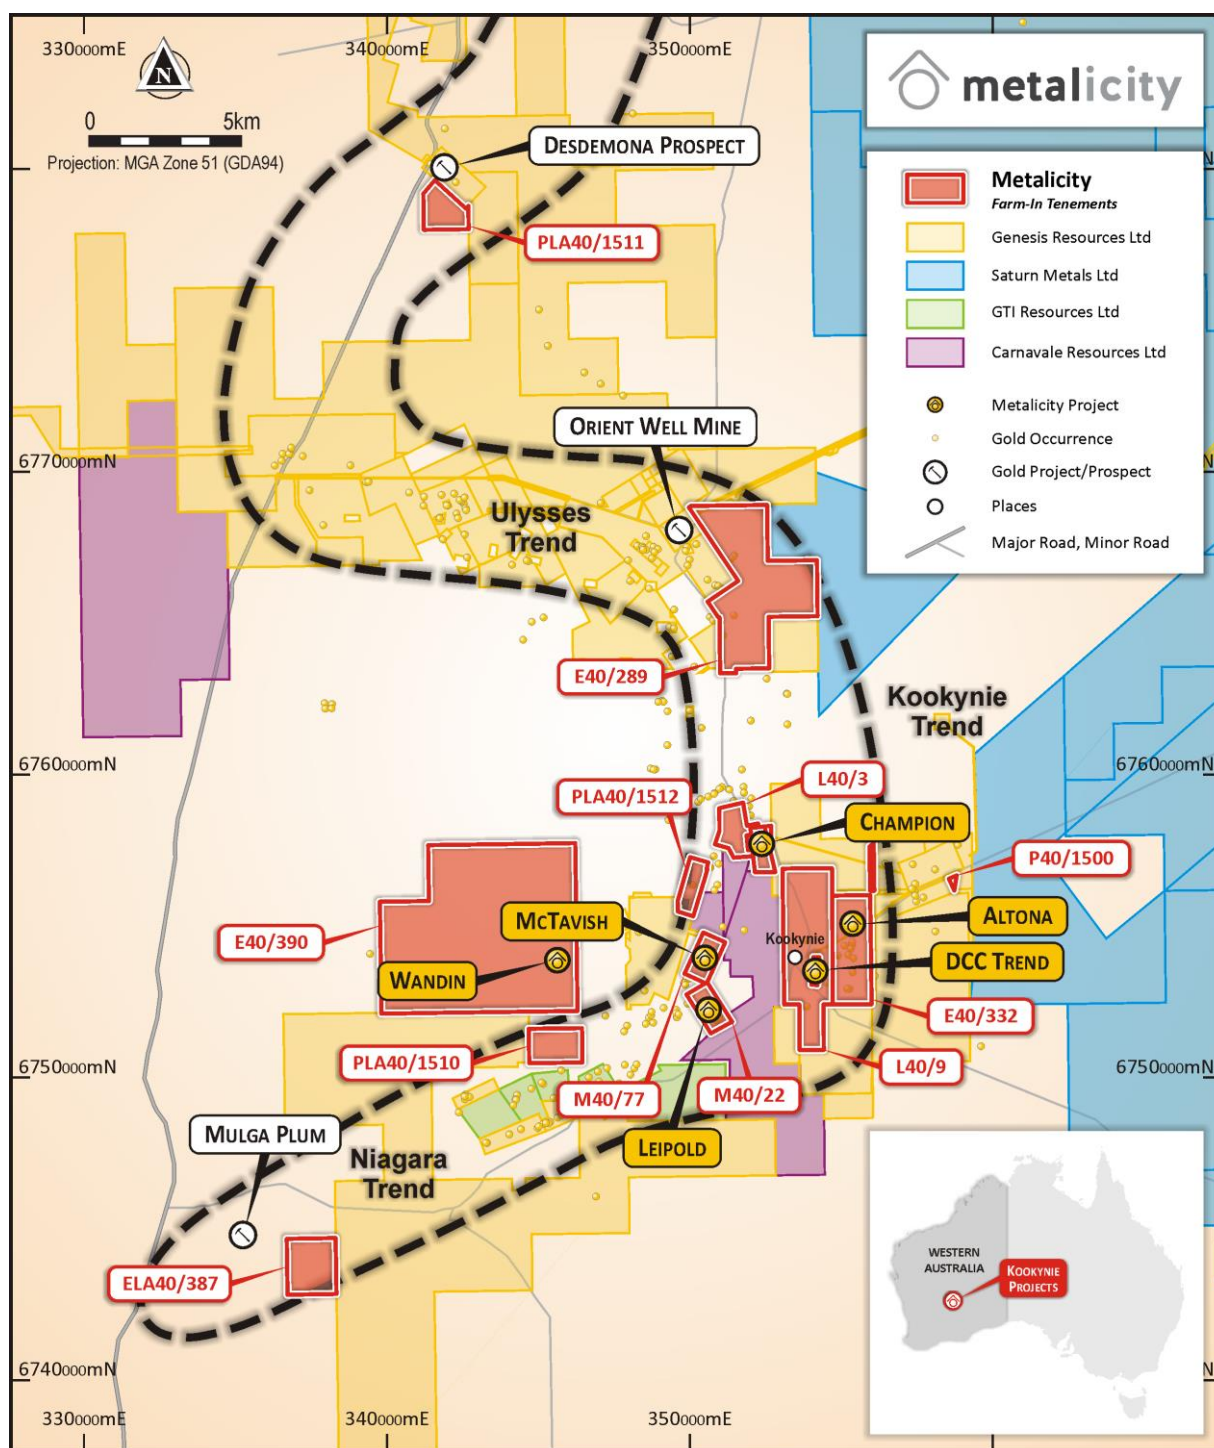 330000mE
340000mE
350000mE
N
0 5km
Projection: MGA Zone 51 (GDA94)
metalicity
Metalicity
Farm-In Tenements
Genesis Resources Ltd
Saturn Metals Ltd
GTI Resources Ltd
Carnavale Resources Ltd
Metalicity Project
Gold Occurrence
Gold Project/Prospect
Places
Major Road, Minor Road
DESDEMONA PROSPECT
PLA40/1511
ORIENT WELL MINE
6770000mN
N
N
Ulysses
Trend
E40/289
Kookynie
Trend
6760000mN
6760000mN
L40/3
PLA40/1512
CHAMPION
P40/1500
MCTAVISH
ALTONA
E40/390
Kookynie
WANDIN
DCC TREND
E40/332
PLA40/1510
L40/9
6750000mN
6750000mN
M40/77
M40/22
MULGA PLUM
LEIPOLD
Niagara
Trend
ELA40/387
6740000mN
N
330000mE
340000mE
350000mE
WESTERN
AUSTRALIA
KOOKYNIE
PROJECTS